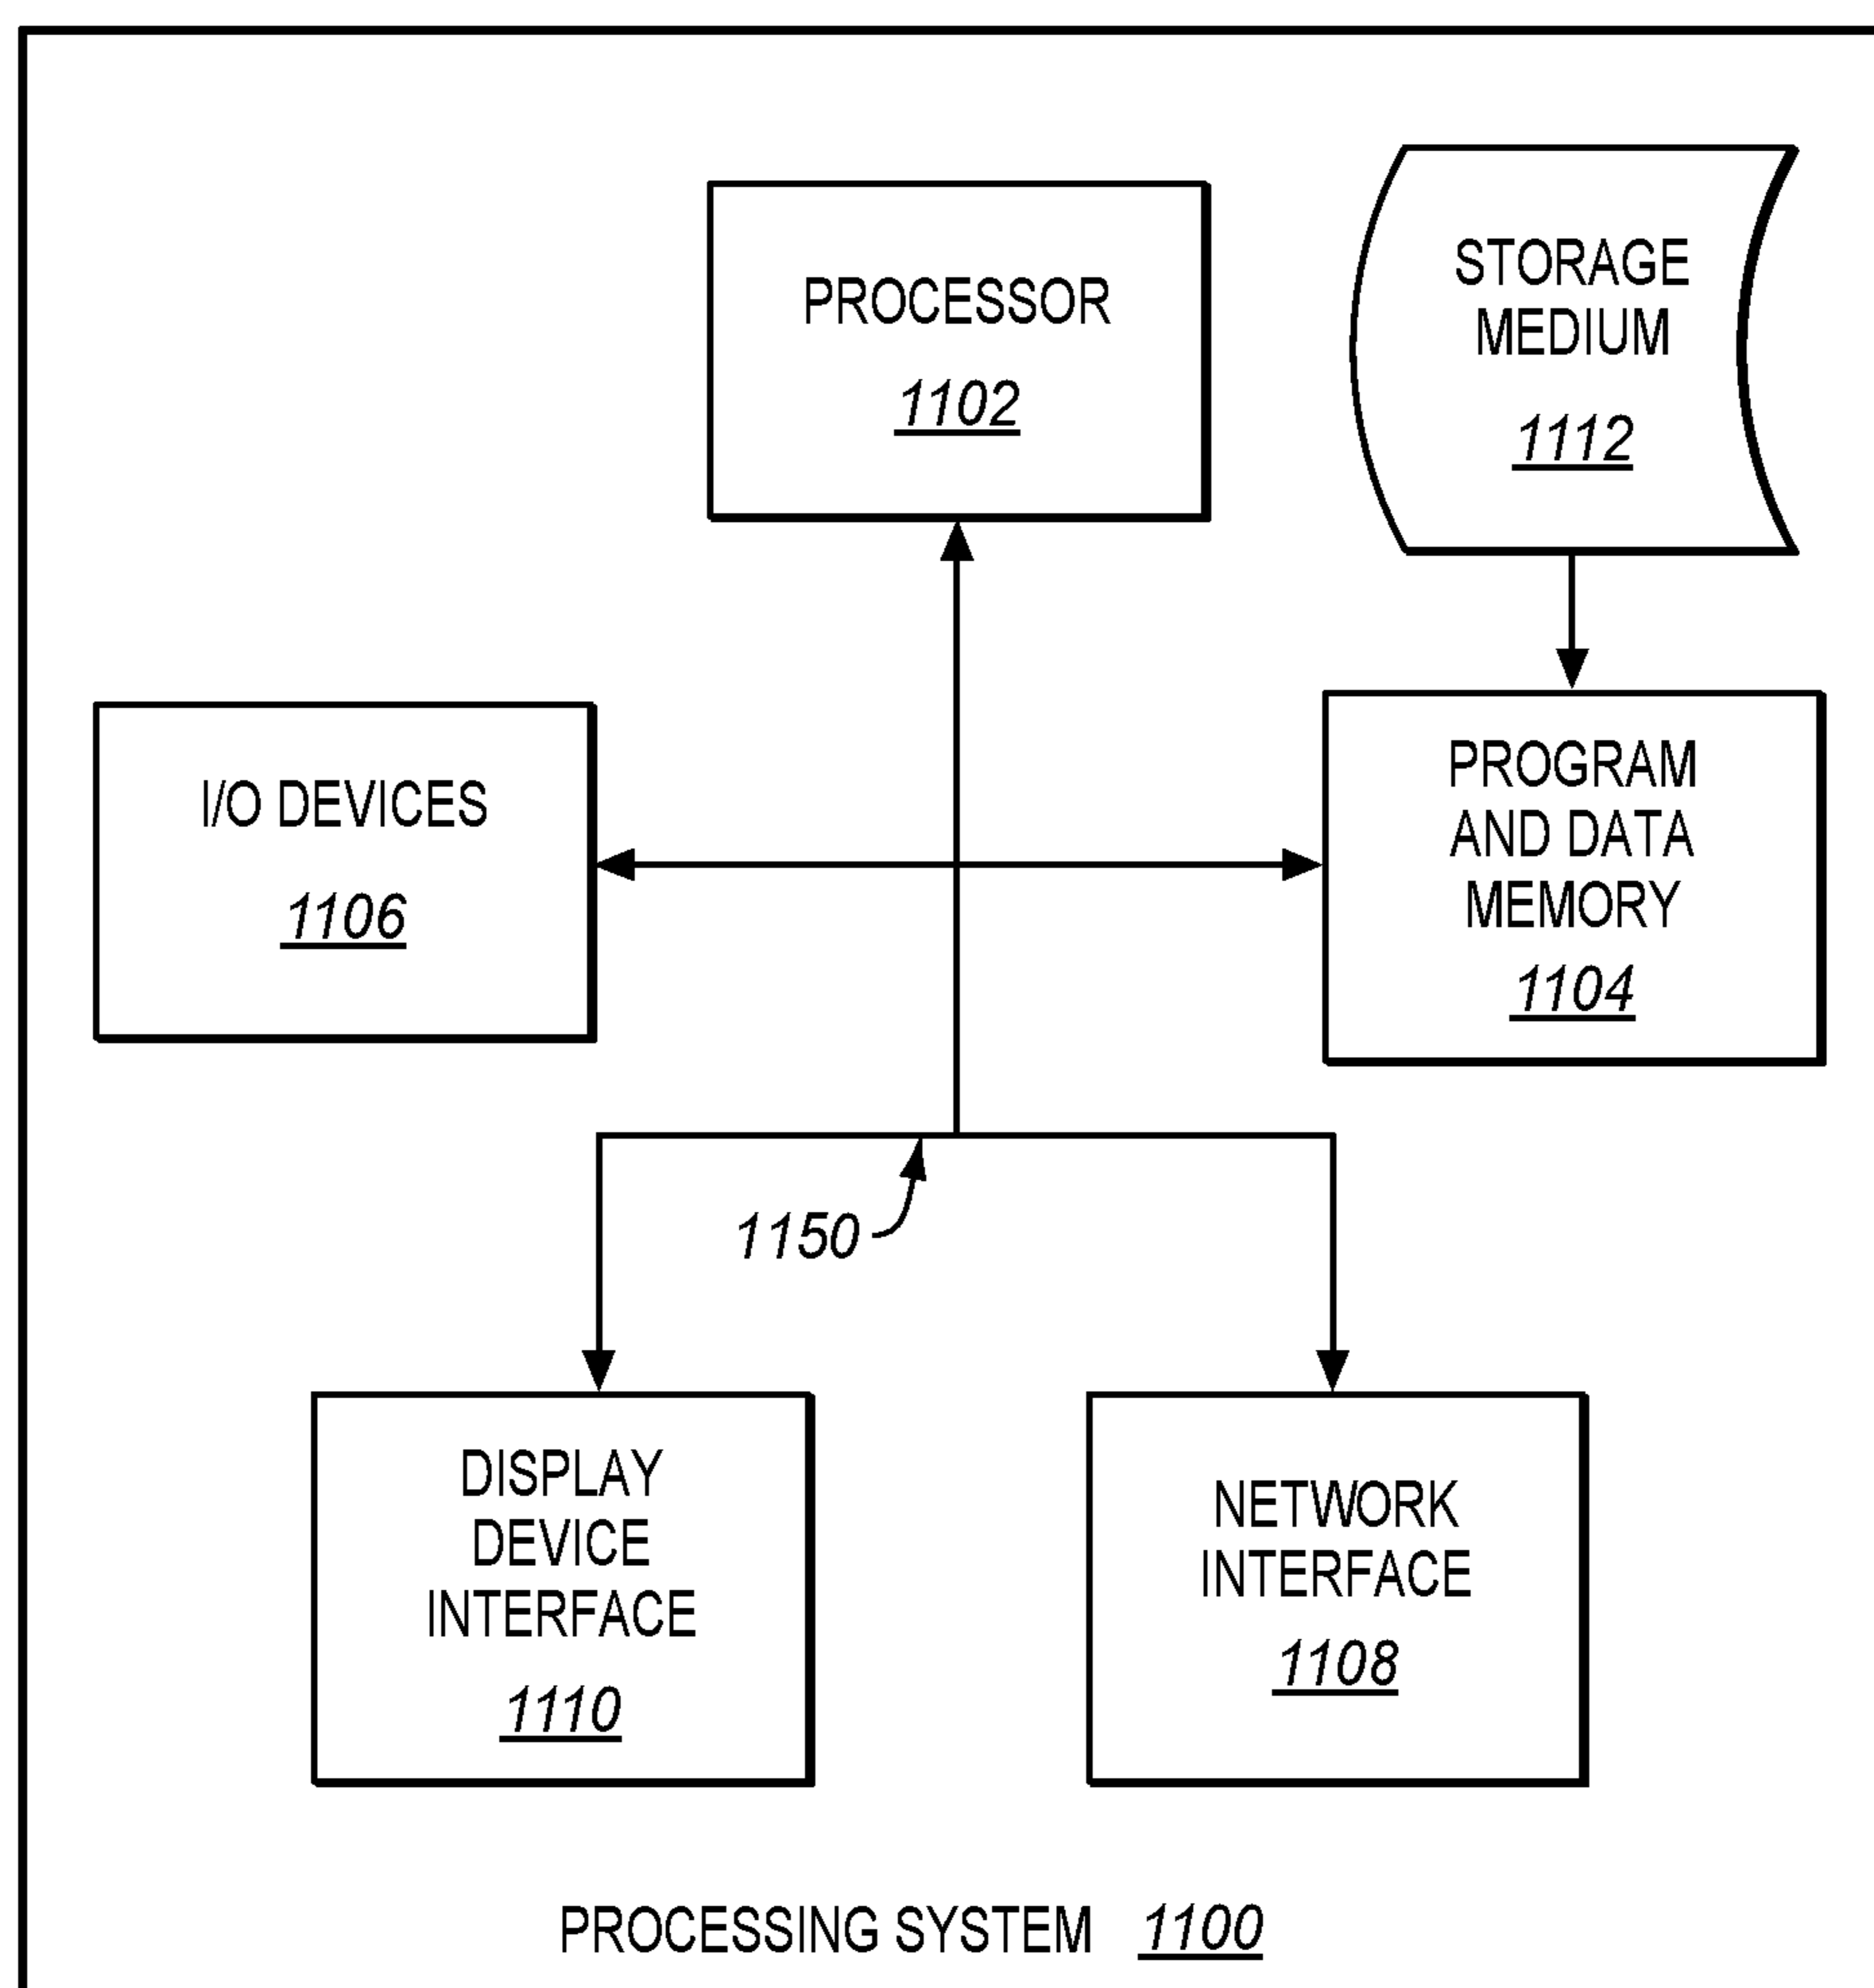 PROCESSOR
1102
STORAGE
MEDIUM
1112
I/O DEVICES
1106
PROGRAM
AND DATA
MEMORY
1104
1150
DISPLAY
DEVICE
INTERFACE
1110
NETWORK
INTERFACE
1108
PROCESSING SYSTEM 1100